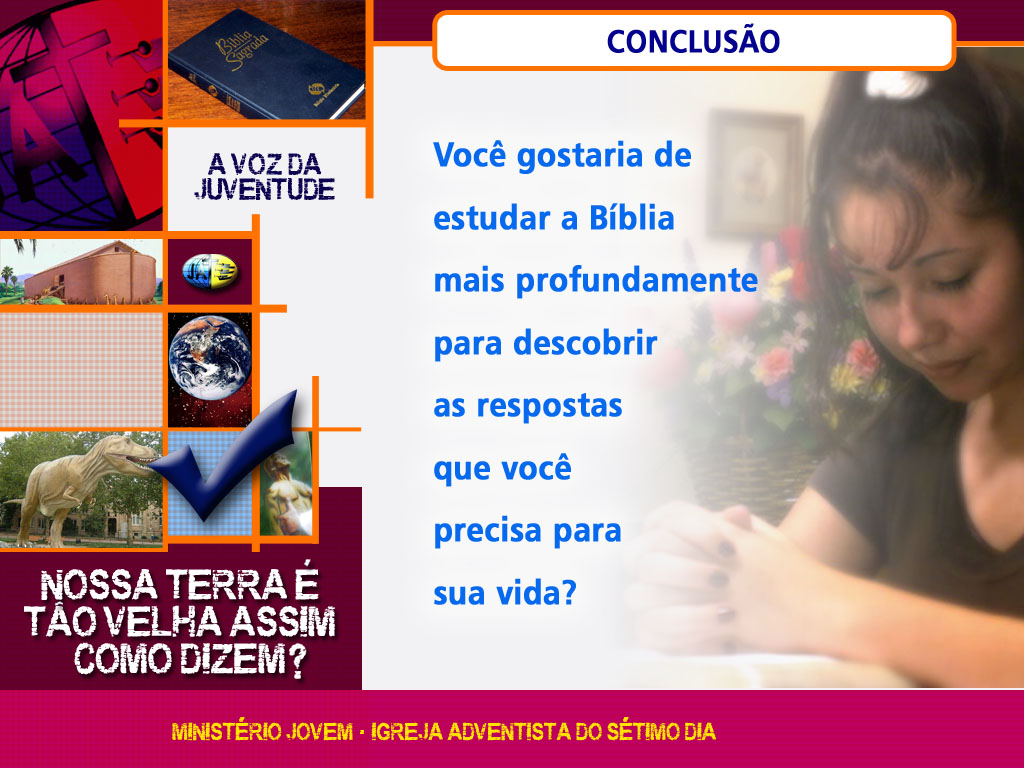 CONCLUSÃO
Bíblia
Sagrada
A VOZ DA
JUVENTUDE
Você gostaria de
estudar a Bíblia
mais profundamente
para descobrir
as respostas
que você
precisa para
sua vida?
NOSSA TERRA É
TÃO VELHA ASSIM
COMO DIZEM?
MINISTÉRIO JOVEM - IGREJA ADVENTISTA DO SÉTIMO DIA